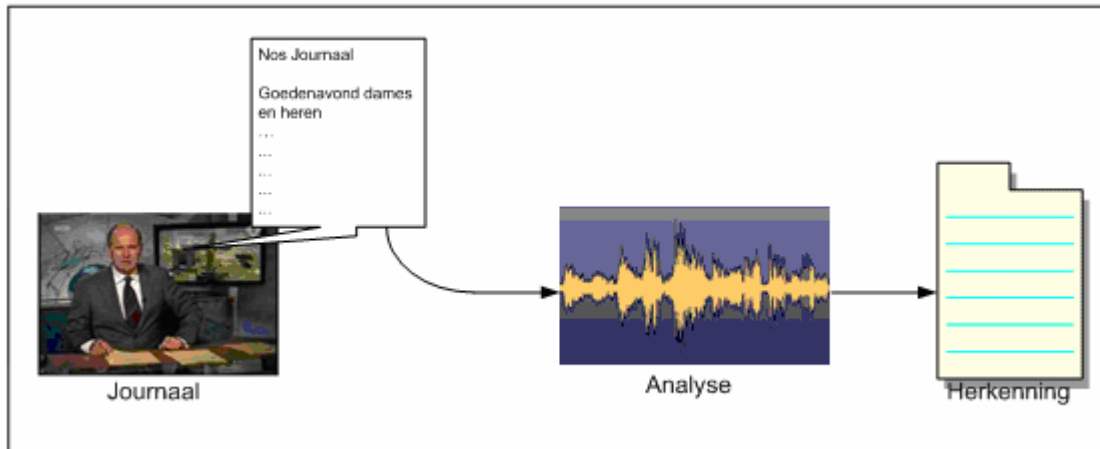 Nos Journaal
Goedenavond dames
en heren
...
...
...
...
...
Journaal
Analyse
Herkenning